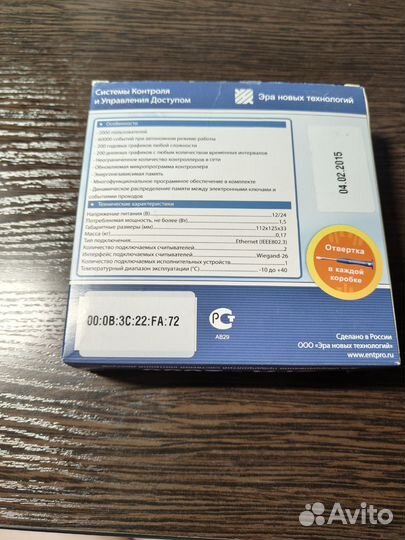 Системы Контроля
и Управления Доступом
Эра новых технологий
Особенности
-2000 пользователей
-60000 событий при автономном режиме работы
-200 годовых графиков любой сложности
-200 дневных графиков с любым количеством временных интервалов
-Неограниченное количество контроллеров в сети
-Обновляемая микропрограмма контроллера
-Энергонезависимая память
-Многофункциональное программное обеспечение в комплекте
-Динамическое распределение памяти между электронными ключами и
событиями проходов
Технические характеристики
Напряжение питания (В) 12/24
Потребляемая мощность, не более (Вт) 1,5
Габаритные размеры (мм) 112x125x33
Масса (кг) 0,17
Тип подключения Ethernet (IEEE802.3)
Количество подключаемых считывателей 2
Интерфейс подключаемых считывателей Wiegand-26
Количество подключаемых исполнительных устройств 1
Температурный диапазон эксплуатации (°C) -10 до +40
04.02.2015
Отвертка
в каждой
коробке
00:0B:3C:22:FA:72
РСТ
АВ29
Сделано в России
ООО «Эра новых технологий»
www.entpro.ru
Avito